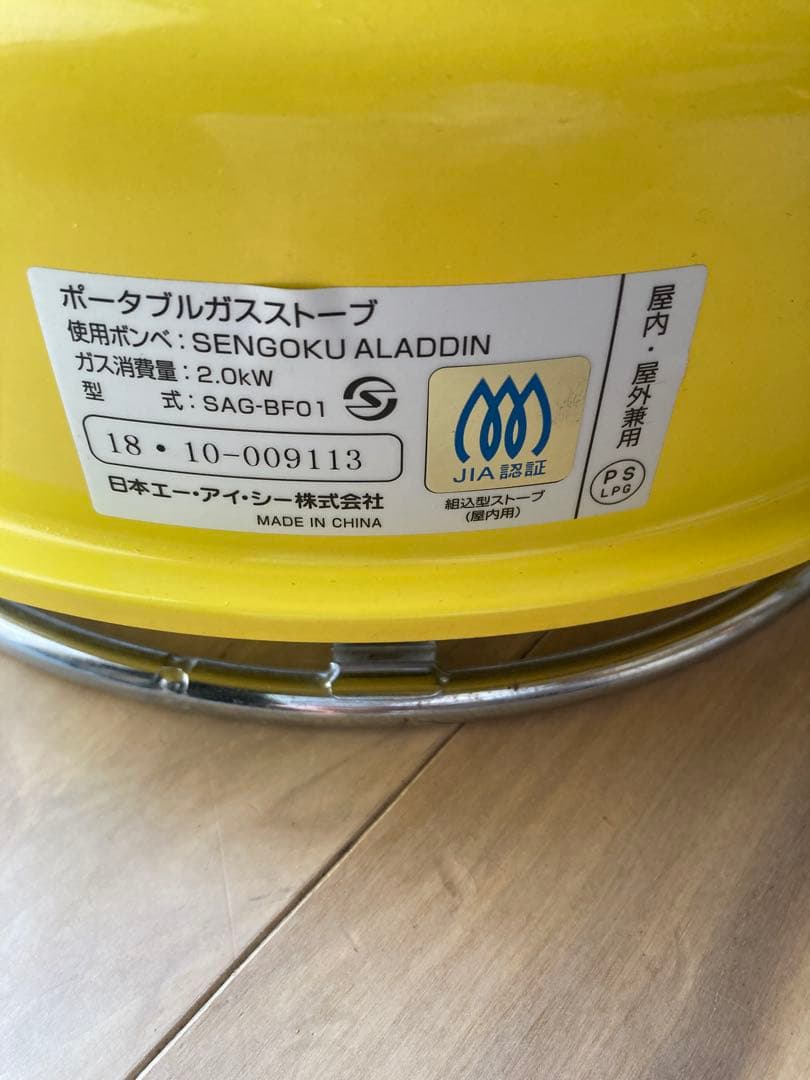 ポータブルガスストーブ
使用ボンベ：SENGOKU ALADDIN
ガス消費量：2.0kW
型　　式：SAG-BF01
18・10-009113
日本エー・アイ・シー株式会社
MADE IN CHINA
JIA認証
組込型ストーブ
(屋内用)
屋内・屋外兼用
PS
LPG